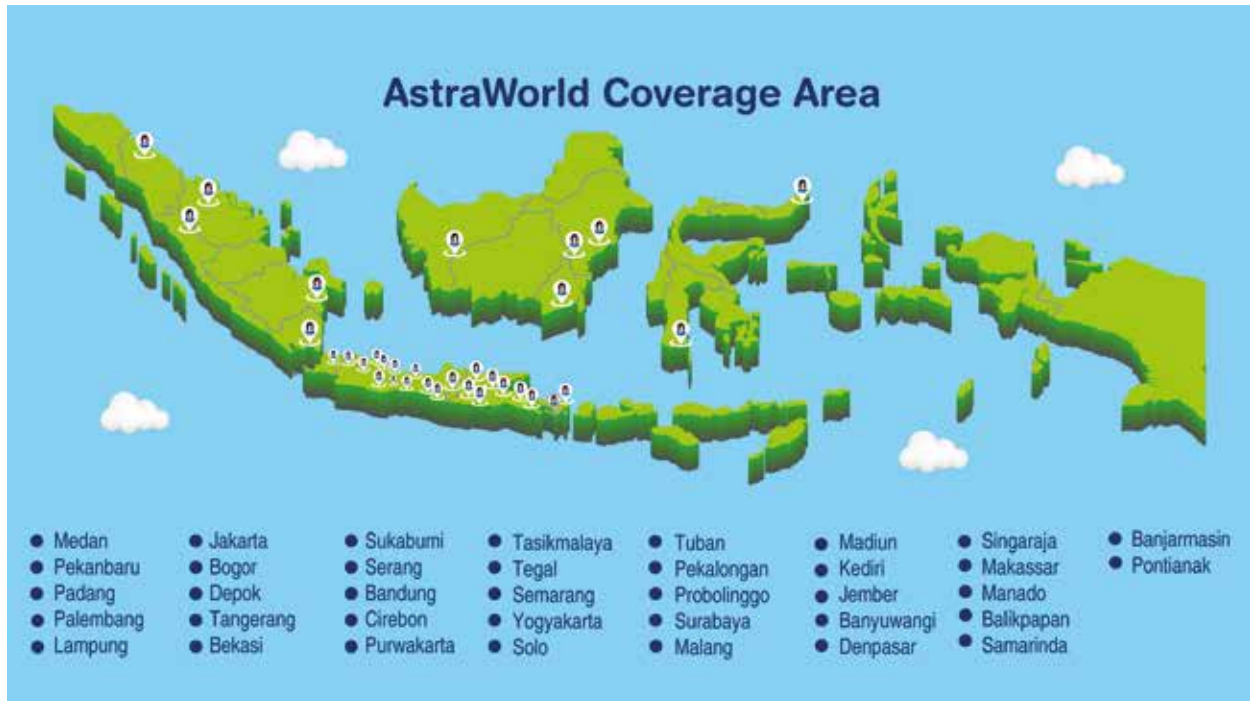 AstraWorld Coverage Area
Medan
Pekanbaru
Padang
Palembang
Lampung
Jakarta
Bogor
Depok
Tangerang
Bekasi
Sukabumi
Serang
Bandung
Cirebon
Purwakarta
Tasikmalaya
Tegal
Semarang
Yogyakarta
Solo
Tuban
Pekalongan
Probolinggo
Surabaya
Malang
Madiun
Kediri
Jember
Banyuwangi
Denpasar
Singaraja
Makassar
Manado
Balikpapan
Samarinda
Banjarmasin
Pontianak